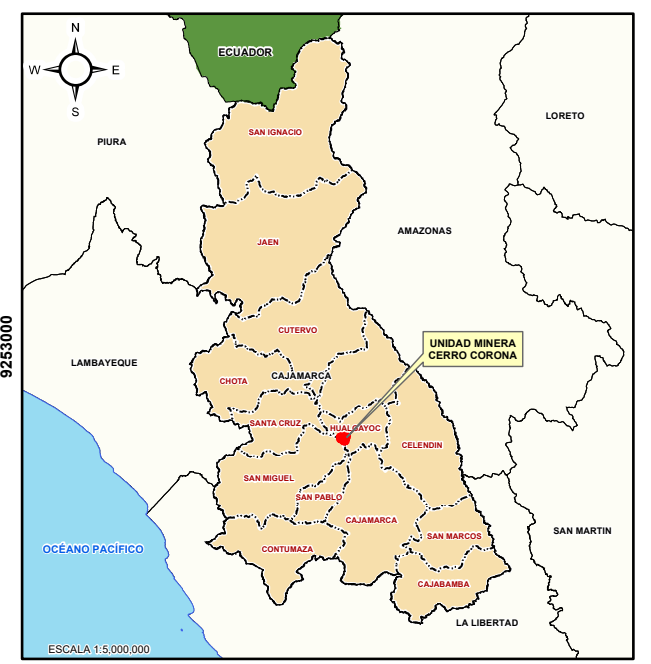 N
W
E
S
ECUADOR
LORETO
SAN IGNACIO
PIURA
AMAZONAS
JAEN
9253000
CUTERVO
UNIDAD MINERA
CERRO CORONA
LAMBAYEQUE
CAJAMARCA
CHOTA
SANTA CRUZ
HUALGAYOC
CELENDIN
SAN MIGUEL
SAN PABLO
CAJAMARCA
SAN MARTIN
SAN MARCOS
OCÉANO PACÍFICO
CONTUMAZA
CAJABAMBA
LA LIBERTAD
ESCALA 1:5,000,000